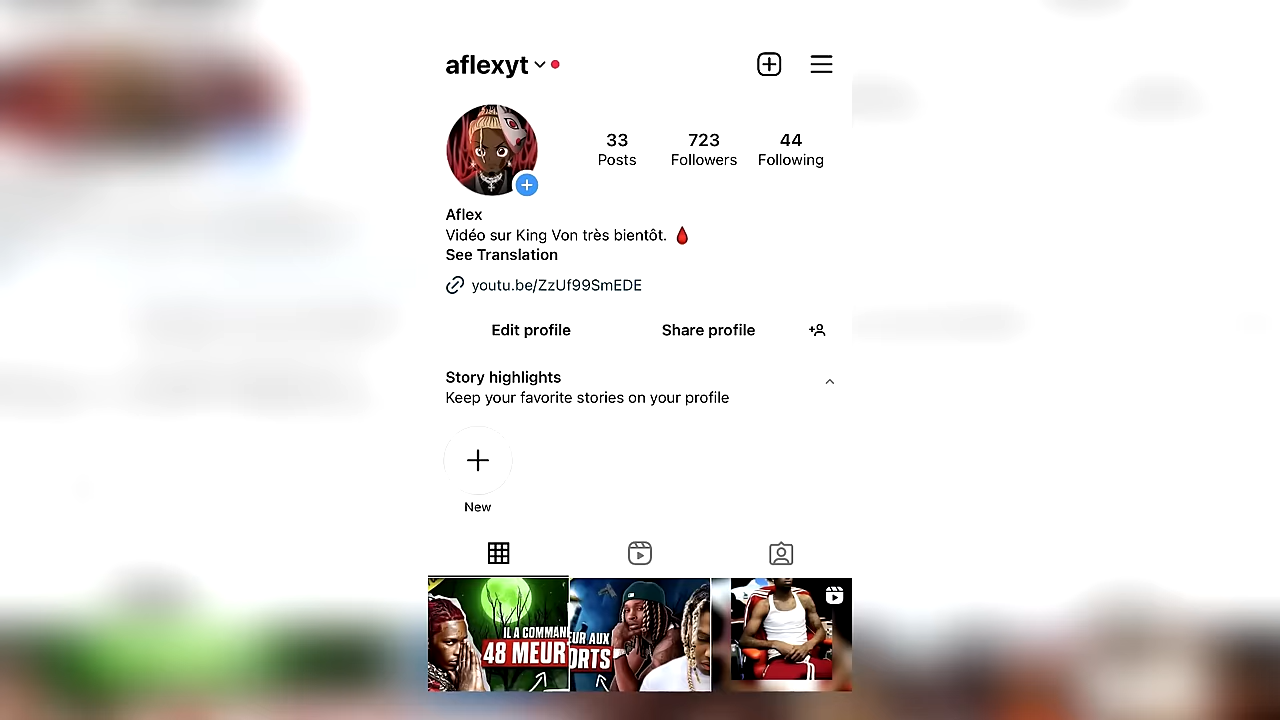 aflexyt
33 723 44
Posts Followers Following
Aflex
Vidéo sur King Von très bientôt. 🩸
See Translation
youtu.be/ZzUf99SmEDE
Edit profile Share profile
Story highlights
Keep your favorite stories on your profile
New
IL A COMMAN
48 MEUR
EUR AUX
ORTS